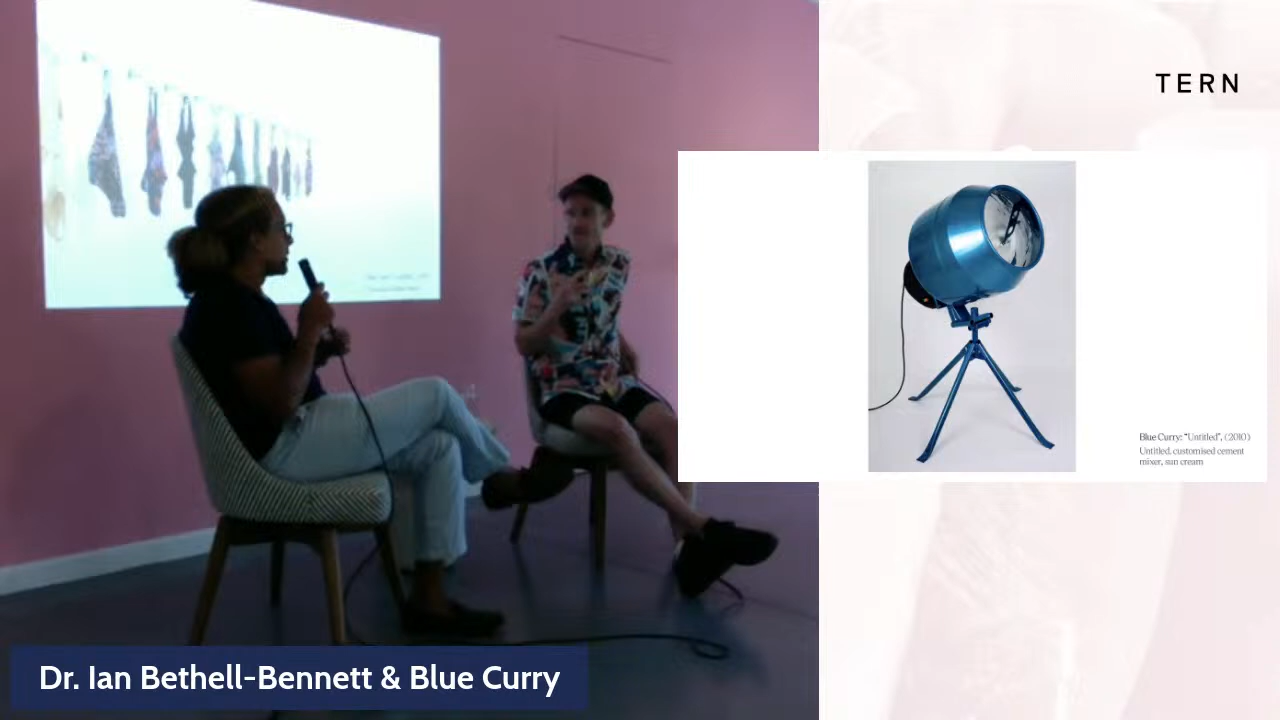 TERN
Blue Curry: "Untitled", (2010)
Untitled, customised cement
mixer, sun cream
Dr. Ian Bethell-Bennett & Blue Curry